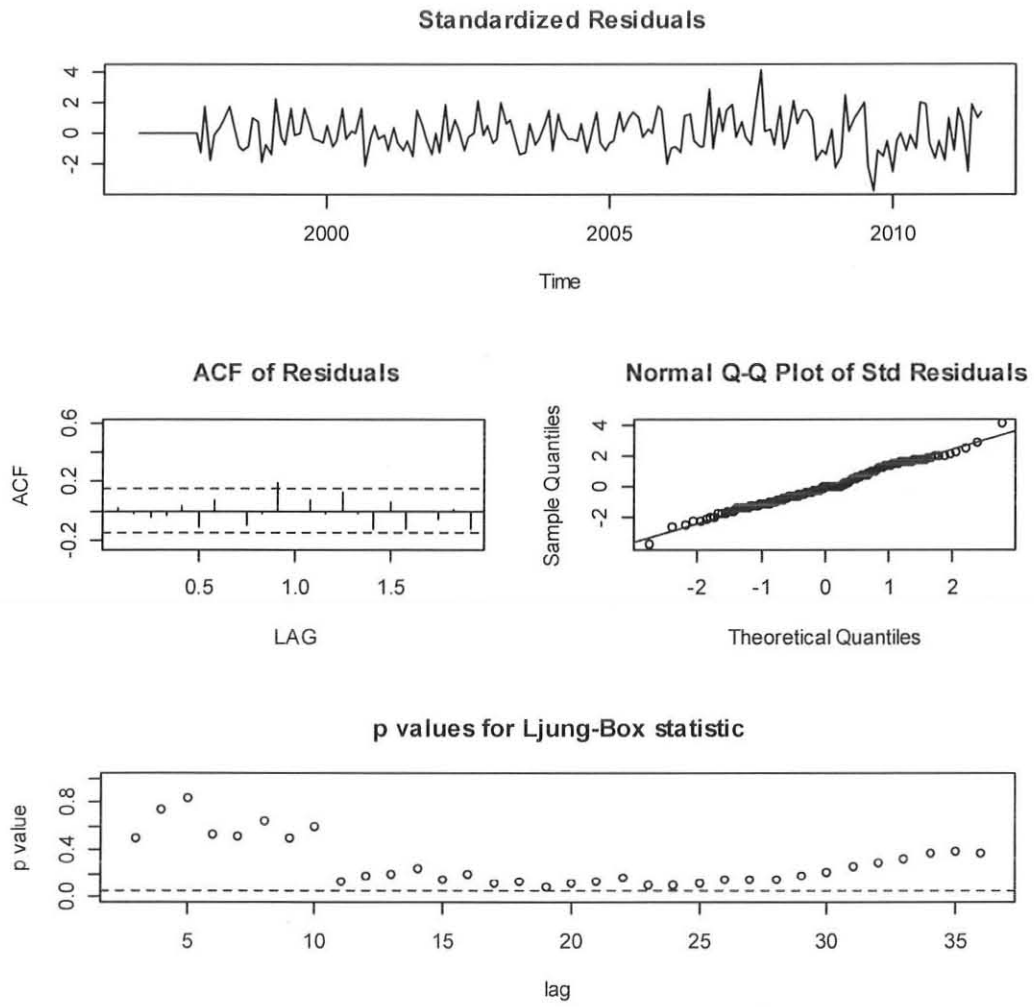 Standardized Residuals
4
2
0
-2
2000
2005
2010
Time
ACF of Residuals
0.6
0.2
-0.2
ACF
0.5
1.0
1.5
LAG
Normal Q-Q Plot of Std Residuals
Sample Quantiles
4
2
0
-2
-2
-1
0
1
2
Theoretical Quantiles
p values for Ljung-Box statistic
p value
0.8
0.4
0.0
5
10
15
20
25
30
35
lag